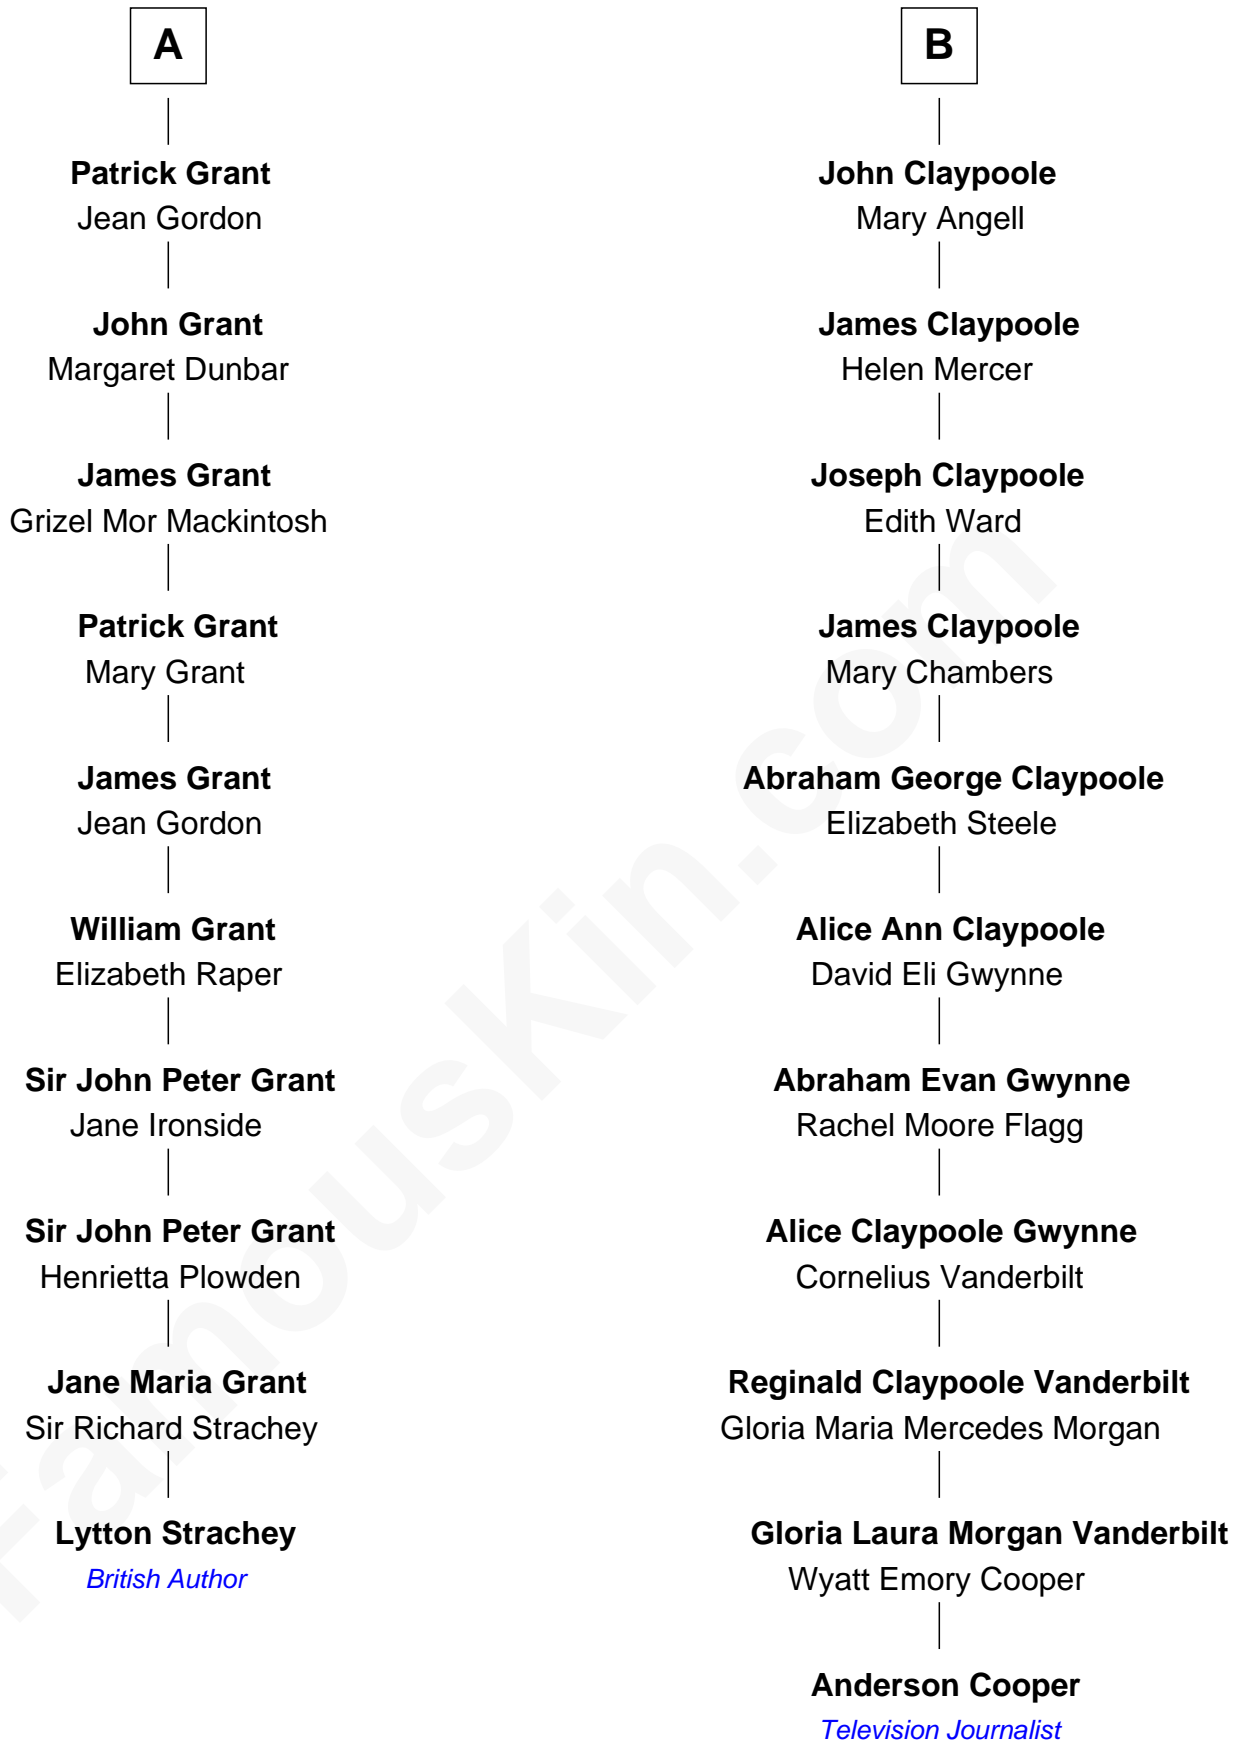 A
Patrick Grant
Jean Gordon
John Grant
Margaret Dunbar
James Grant
Grizel Mor Mackintosh
Patrick Grant
Mary Grant
James Grant
Jean Gordon
William Grant
Elizabeth Raper
Sir John Peter Grant
Jane Ironside
Sir John Peter Grant
Henrietta Plowden
Jane Maria Grant
Sir Richard Strachey
Lytton Strachey
British Author
B
John Claypoole
Mary Angell
James Claypoole
Helen Mercer
Joseph Claypoole
Edith Ward
James Claypoole
Mary Chambers
Abraham George Claypoole
Elizabeth Steele
Alice Ann Claypoole
David Eli Gwynne
Abraham Evan Gwynne
Rachel Moore Flagg
Alice Claypoole Gwynne
Cornelius Vanderbilt
Reginald Claypoole Vanderbilt
Gloria Maria Mercedes Morgan
Gloria Laura Morgan Vanderbilt
Wyatt Emory Cooper
Anderson Cooper
Television Journalist
FamousKin.com